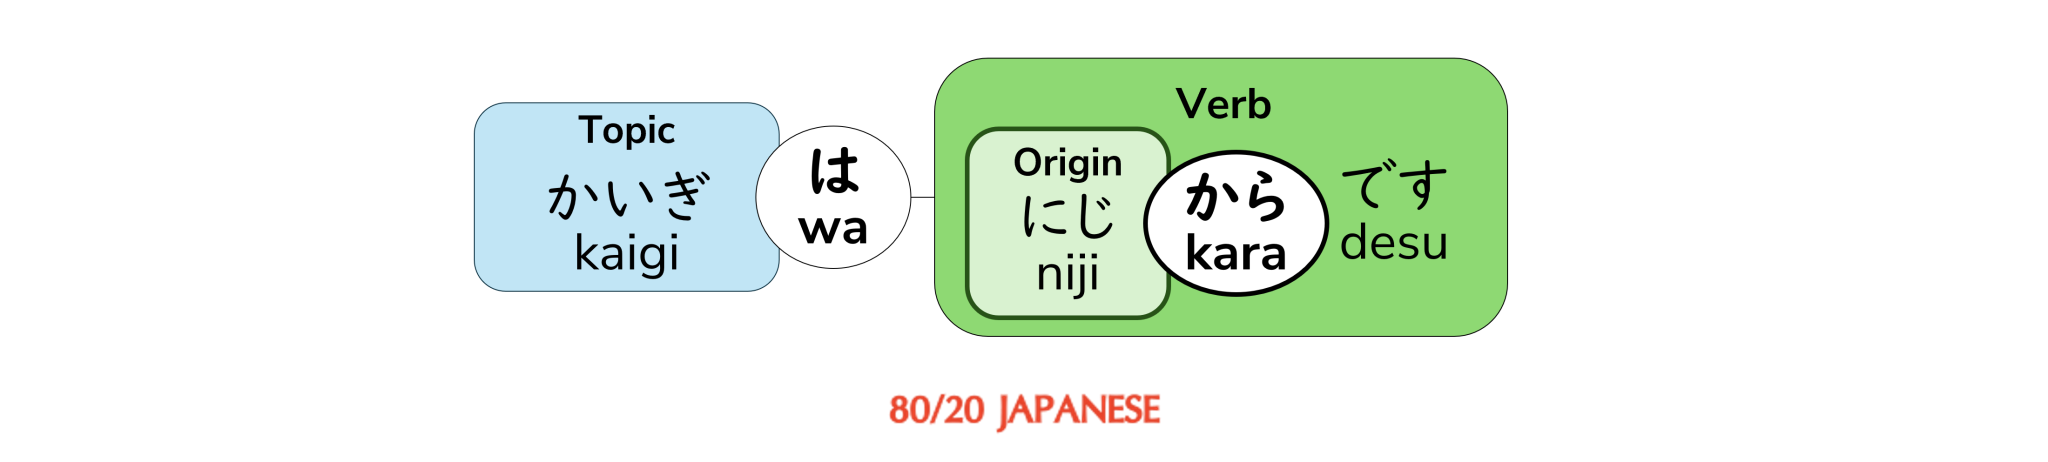 Topic
かいぎ
kaigi
は
wa
Verb
Origin
にじ
niji
から
kara
です
desu
80/20 JAPANESE